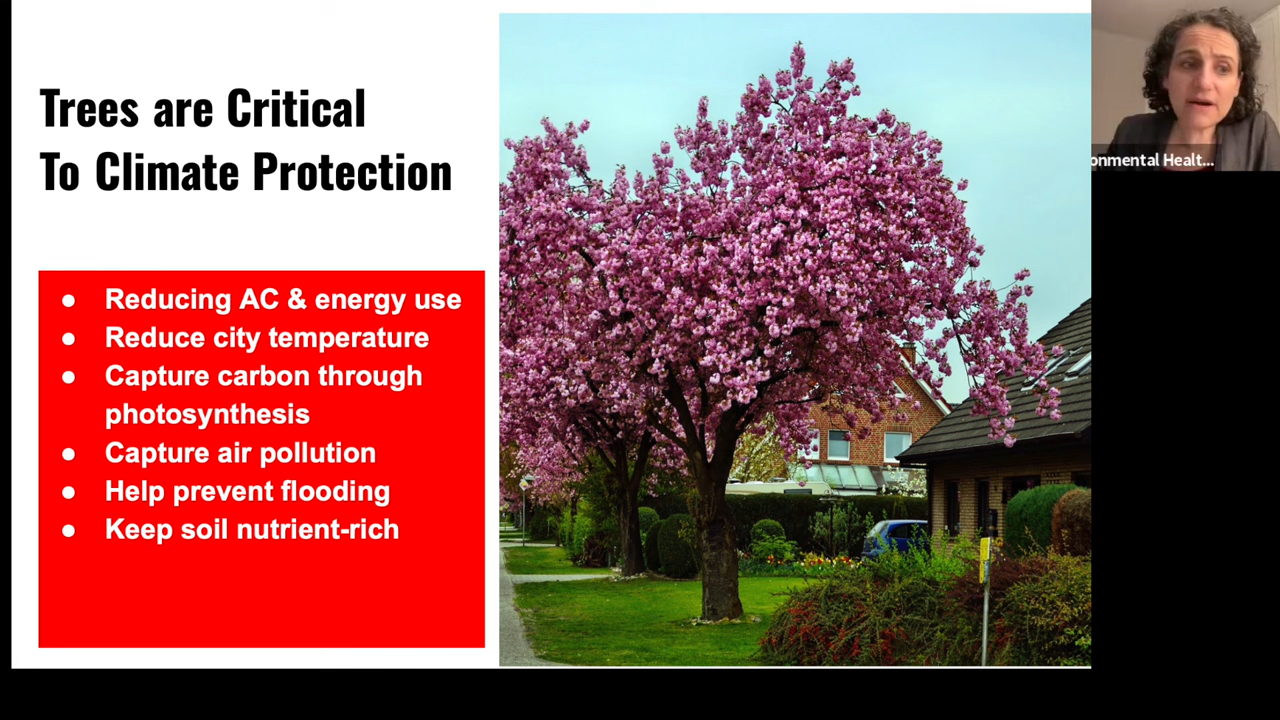 Trees are Critical
To Climate Protection
● Reducing AC & energy use
● Reduce city temperature
● Capture carbon through
photosynthesis
● Capture air pollution
● Help prevent flooding
● Keep soil nutrient-rich
onmental Healt...